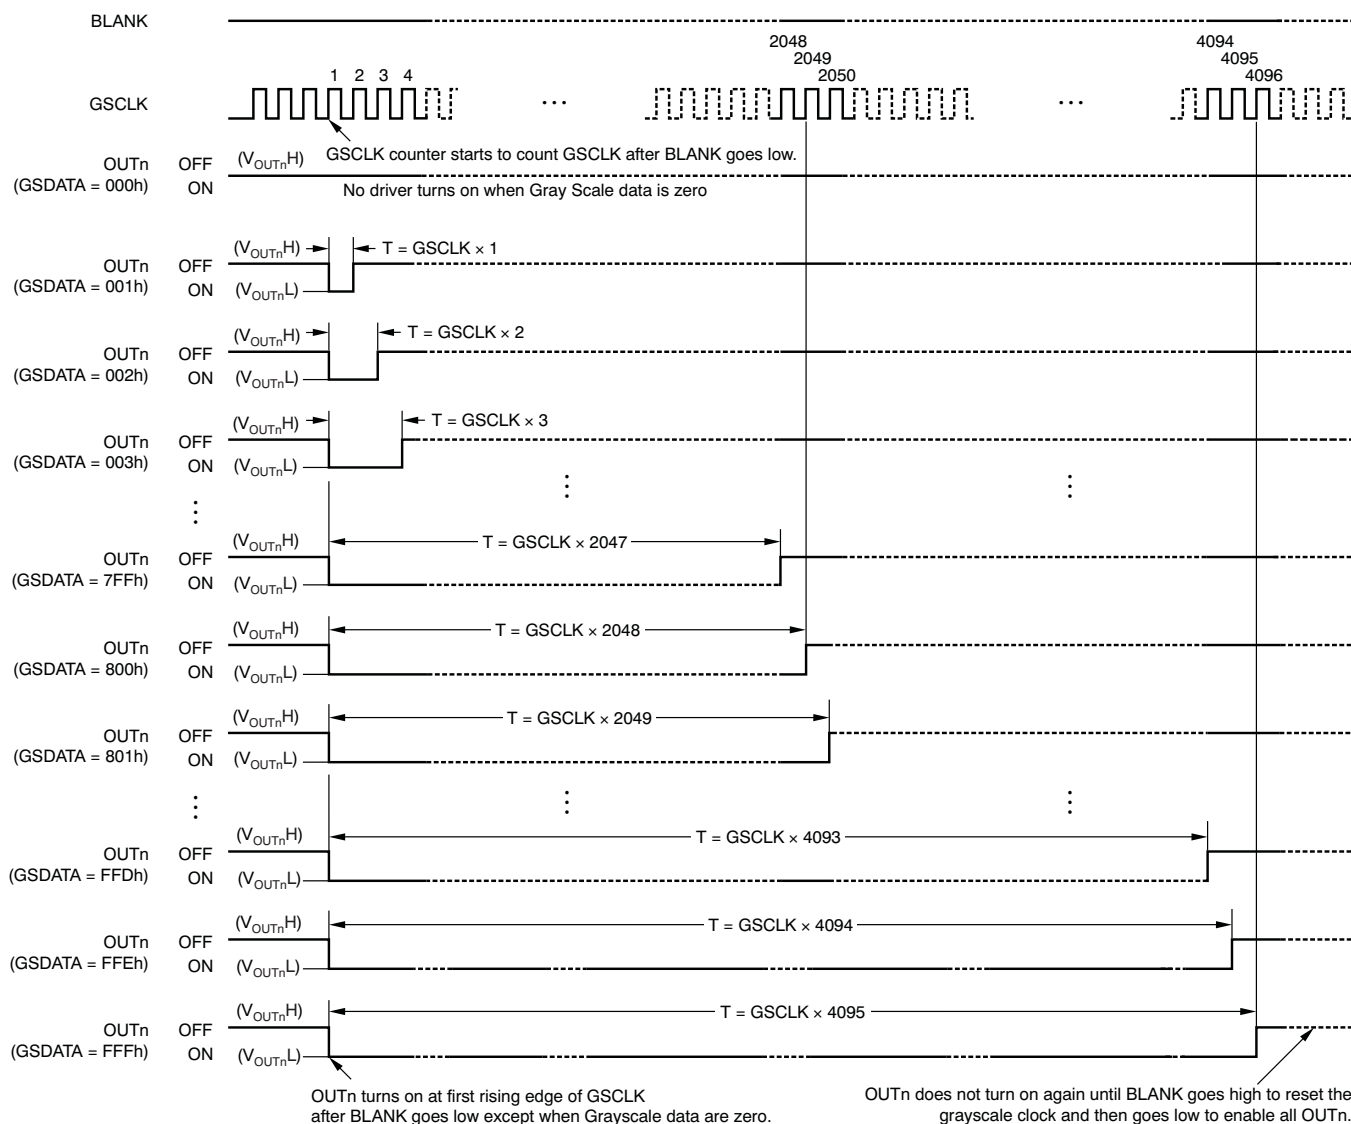 BLANK
2048
2049
2050
4094
4095
4096
1 2 3 4
GSCLK
... ...
GSCLK counter starts to count GSCLK after BLANK goes low.
OUTn OFF (VOUTnH)
(GSDATA = 000h) ON
No driver turns on when Gray Scale data is zero
(VOUTnH) T = GSCLK × 1
OUTn OFF
(GSDATA = 001h) ON (VOUTnL)
(VOUTnH) T = GSCLK × 2
OUTn OFF
(GSDATA = 002h) ON (VOUTnL)
(VOUTnH) T = GSCLK × 3
OUTn OFF
(GSDATA = 003h) ON (VOUTnL)
(VOUTnH) T = GSCLK × 2047
OUTn OFF
(GSDATA = 7FFh) ON (VOUTnL)
(VOUTnH) T = GSCLK × 2048
OUTn OFF
(GSDATA = 800h) ON (VOUTnL)
(VOUTnH) T = GSCLK × 2049
OUTn OFF
(GSDATA = 801h) ON (VOUTnL)
(VOUTnH) T = GSCLK × 4093
OUTn OFF
(GSDATA = FFDh) ON (VOUTnL)
(VOUTnH) T = GSCLK × 4094
OUTn OFF
(GSDATA = FFEh) ON (VOUTnL)
(VOUTnH) T = GSCLK × 4095
OUTn OFF
(GSDATA = FFFh) ON (VOUTnL)
OUTn turns on at first rising edge of GSCLK
after BLANK goes low except when Grayscale data are zero.
OUTn does not turn on again until BLANK goes high to reset the
grayscale clock and then goes low to enable all OUTn.